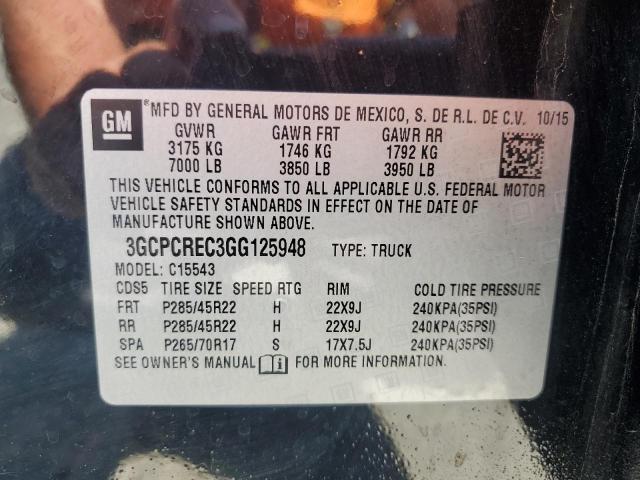 GM ®MFD BY GENERAL MOTORS DE MEXICO, S. DE R.L. DE C.V. 10/15
GVWR GAWR FRT GAWR RR
3175 KG 1746 KG 1792 KG
7000 LB 3850 LB 3950 LB
THIS VEHICLE CONFORMS TO ALL APPLICABLE U.S. FEDERAL MOTOR
VEHICLE SAFETY STANDARDS IN EFFECT ON THE DATE OF
MANUFACTURE SHOWN ABOVE.
3GCPCREC3GG125948 TYPE: TRUCK
MODEL: C15543
CDS5 TIRE SIZE SPEED RTG RIM COLD TIRE PRESSURE
FRT P285/45R22 H 22X9J 240KPA(35PSI)
RR P285/45R22 H 22X9J 240KPA(35PSI)
SPA P265/70R17 S 17X7.5J 240KPA(35PSI)
SEE OWNER'S MANUAL FOR MORE INFORMATION.